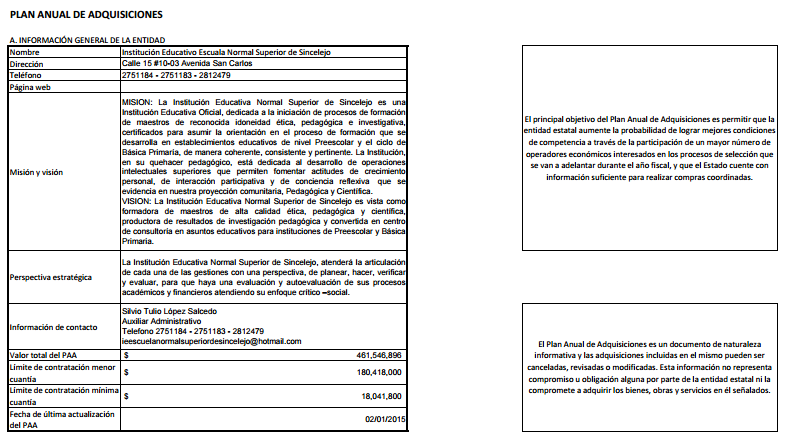 PLAN ANUAL DE ADQUISICIONES
A. INFORMACIÓN GENERAL DE LA ENTIDAD
Nombre
Institución Educativo Escuala Normal Superior de Sincelejo
Dirección
Calle 15 #10-03 Avenida San Carlos
Teléfono
2751184 - 2751183 - 2812479
Página web
Misión y visión
MISION: La Institución Educativa Normal Superior de Sincelejo es una
Institución Educativa Oficial, dedicada a la iniciación de procesos de formación
de maestros de reconocida idoneidad ética, pedagógica e investigativa,
certificados para asumir la orientación en el proceso de formación que se
desarrolla en establecimientos educativos de nivel Preescolar y el ciclo de
Básica Primaria, de manera coherente, consistente y pertinente. La Institución,
en su quehacer pedagógico, está dedicada al desarrollo de operaciones
intelectuales superiores que permiten fomentar actitudes de crecimiento
personal, de interacción participativa y de conciencia reflexiva que se
evidencia en nuestra proyección comunitaria, Pedagógica y Científica.
VISION: La Institución Educativa Normal Superior de Sincelejo es vista como
formadora de maestros de alta calidad ética, pedagógica y científica,
productora de resultados de investigación pedagógica y convertida en centro
de consultoría en asuntos educativos para instituciones de Preescolar y Básica
Primaria.
Perspectiva estratégica
La Institución Educativa Normal Superior de Sincelejo, atenderá la articulación
de cada una de las gestiones con una perspectiva, de planear, hacer, verificar
y evaluar, para que haya una evaluación y autoevaluación de sus procesos
académicos y financieros atendiendo su enfoque crítico –social.
Información de contacto
Silvio Tulio López Salcedo
Auxiliar Administrativo
Telefono 2751184 - 2751183 - 2812479
ieescuelanormalsuperiordesincelejo@hotmail.com
Valor total del PAA
$ 461,546,896
Límite de contratación menor
cuantía
$ 180,418,000
Límite de contratación mínima
cuantía
$ 18,041,800
Fecha de última actualización
del PAA
02/01/2015
El principal objetivo del Plan Anual de Adquisiciones es permitir que la
entidad estatal aumente la probabilidad de lograr mejores condiciones
de competencia a través de la participación de un mayor número de
operadores económicos interesados en los procesos de selección que
se van a adelantar durante el año fiscal, y que el Estado cuente con
información suficiente para realizar compras coordinadas.
El Plan Anual de Adquisiciones es un documento de naturaleza
informativa y las adquisiciones incluidas en el mismo pueden ser
canceladas, revisadas o modificadas. Esta información no representa
compromiso u obligación alguna por parte de la entidad estatal ni la
compromete a adquirir los bienes, obras y servicios en él señalados.